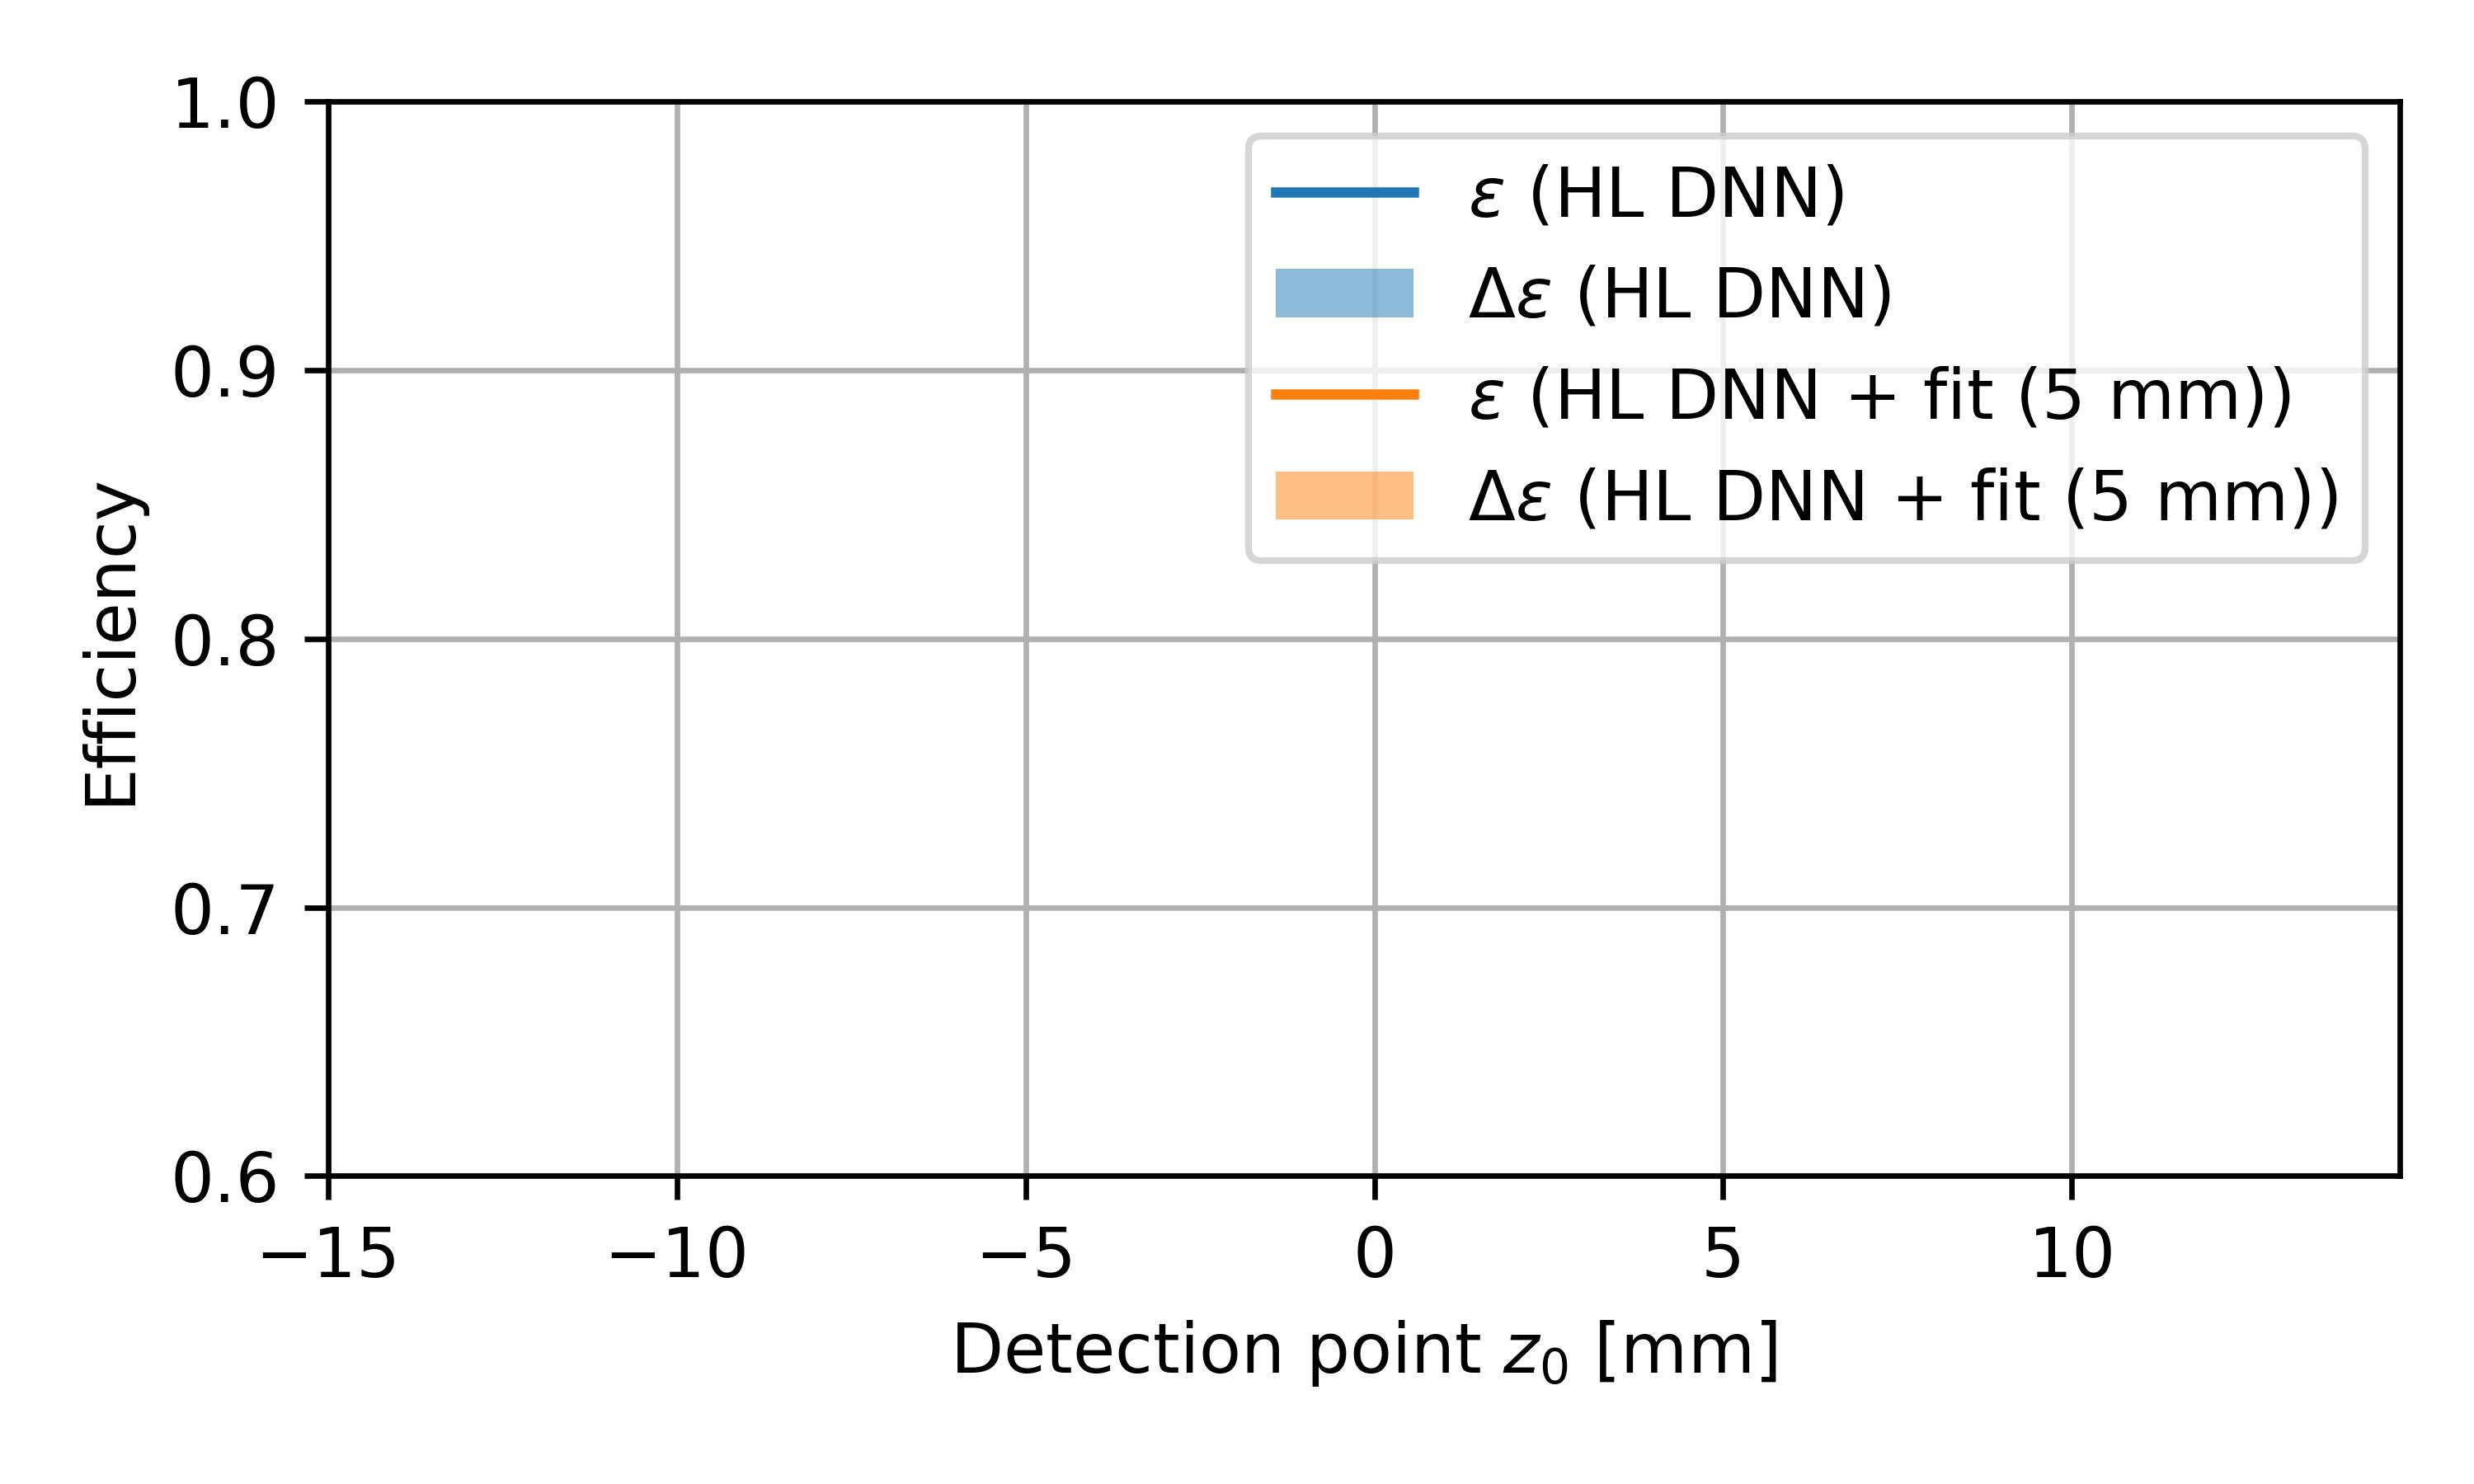 1.0
0.9
0.8
0.7
0.6
Efficiency
ε (HL DNN)
Δε (HL DNN)
ε (HL DNN + fit (5 mm))
Δε (HL DNN + fit (5 mm))
−15 −10 −5 0 5 10
Detection point z₀ [mm]